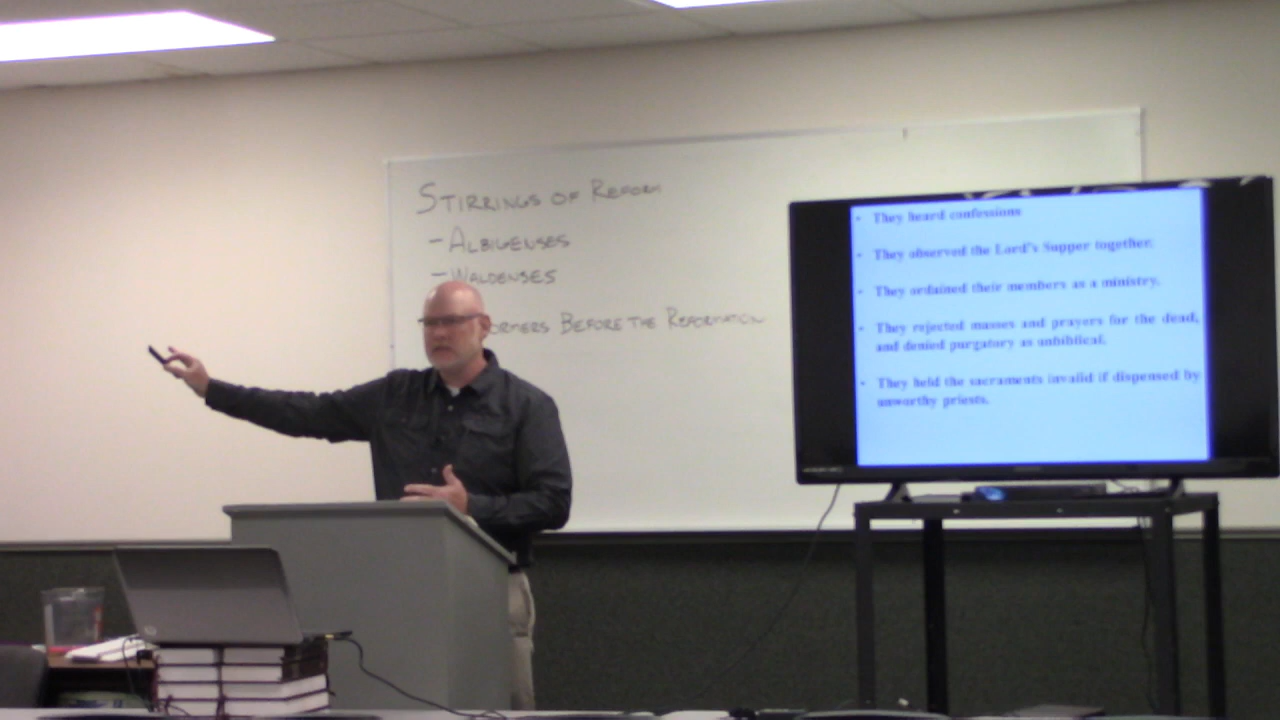 STIRRINGS OF REFORM
- ALBIGENSES
- WALDENSES
ORMERS BEFORE THE REFORMATION
• They heard confessions
• They observed the Lord's Supper together.
• They ordained their members as a ministry.
• They rejected masses and prayers for the dead,
and denied purgatory as unbiblical.
• They held the sacraments invalid if dispensed by
unworthy priests.